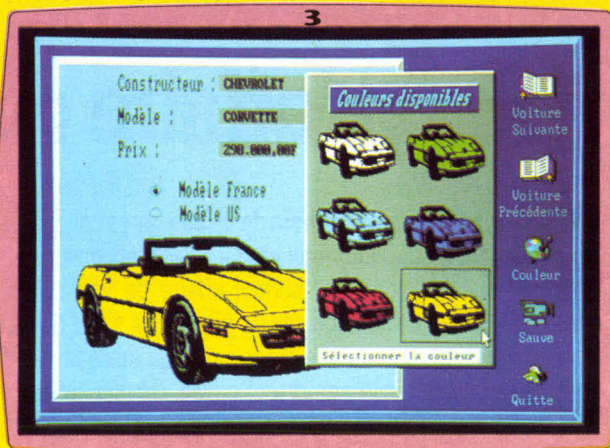 3
Constructeur : CHEVROLET
Modèle : CORVETTE
Prix : 298.000,00F
Modèle France
Modèle US
Couleurs disponibles
Sélectionner la couleur
Voiture
Suivante
Voiture
Précédente
Couleur
Sauve
Quitte